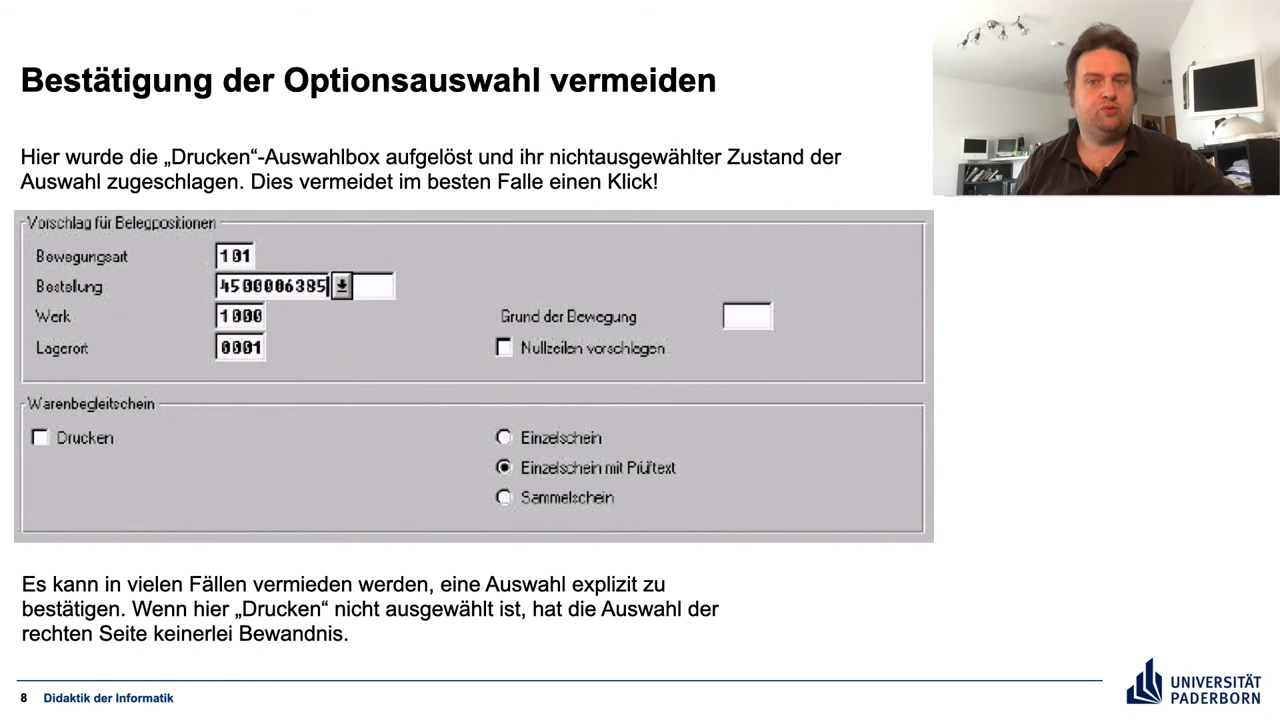 Bestätigung der Optionsauswahl vermeiden
Hier wurde die „Drucken“-Auswahlbox aufgelöst und ihr nichtausgewählter Zustand der
Auswahl zugeschlagen. Dies vermeidet im besten Falle einen Klick!
Vorschlag für Belegpositionen
Bewegungsart 101
Bestellung 4500006385
Werk 1000 Grund der Bewegung
Lagerort 0001 Nullzeilen vorschlagen
Warenbegleitschein
Drucken Einzelschein
Einzelschein mit Prüftext
Sammelschein
Es kann in vielen Fällen vermieden werden, eine Auswahl explizit zu
bestätigen. Wenn hier „Drucken“ nicht ausgewählt ist, hat die Auswahl der
rechten Seite keinerlei Bewandnis.
8 Didaktik der Informatik
UNIVERSITÄT
PADERBORN